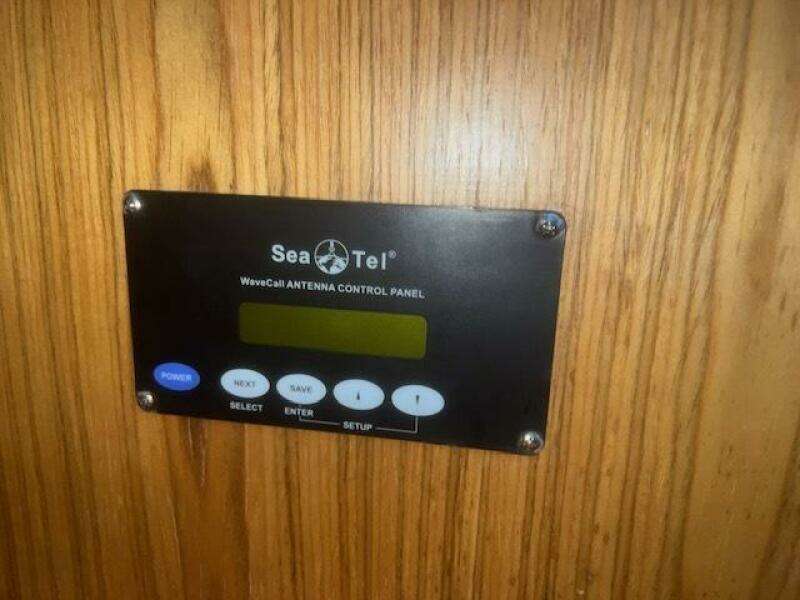 Sea Tel®
WaveCall ANTENNA CONTROL PANEL
POWER
NEXT
SAVE
SELECT
ENTER
SETUP